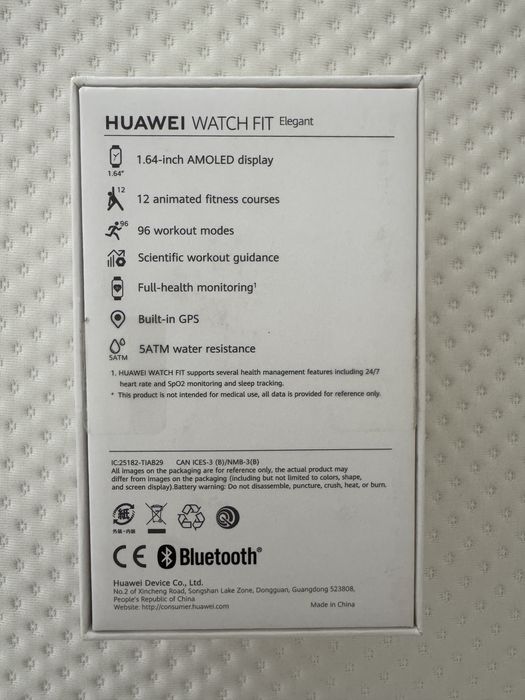 HUAWEI WATCH FIT Elegant
1.64"
1.64-inch AMOLED display
12
12 animated fitness courses
96
96 workout modes
Scientific workout guidance
Full-health monitoring¹
Built-in GPS
5ATM
5ATM water resistance
1. HUAWEI WATCH FIT supports several health management features including 24/7
heart rate and SpO2 monitoring and sleep tracking.
* This product is not intended for medical use, all data is provided for reference only.
IC:25182-TIAB29 CAN ICES-3 (B)/NMB-3(B)
All images on the packaging are for reference only, the actual product may
differ from images on the packaging (including but not limited to colors, shape,
and screen display).Battery warning: Do not disassemble, puncture, crush, heat, or burn.
紙
外装・内装
CE Bluetooth®
Huawei Device Co., Ltd.
No.2 of Xincheng Road, Songshan Lake Zone, Dongguan, Guangdong 523808,
People's Republic of China
Website: http://consumer.huawei.com Made in China